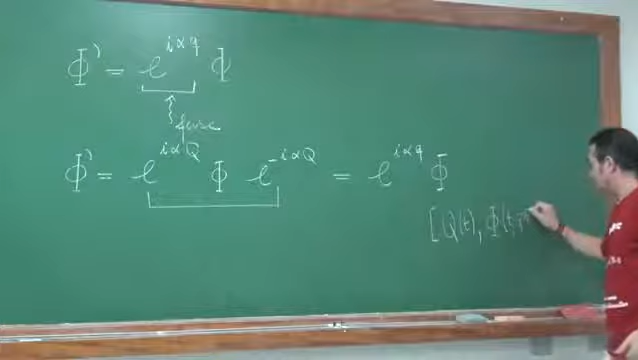 Φ' = e^{iαq} Φ
fase
Φ' = e^{iαQ} Φ e^{-iαQ} = e^{iαq} Φ
[Q(t), Φ(t,